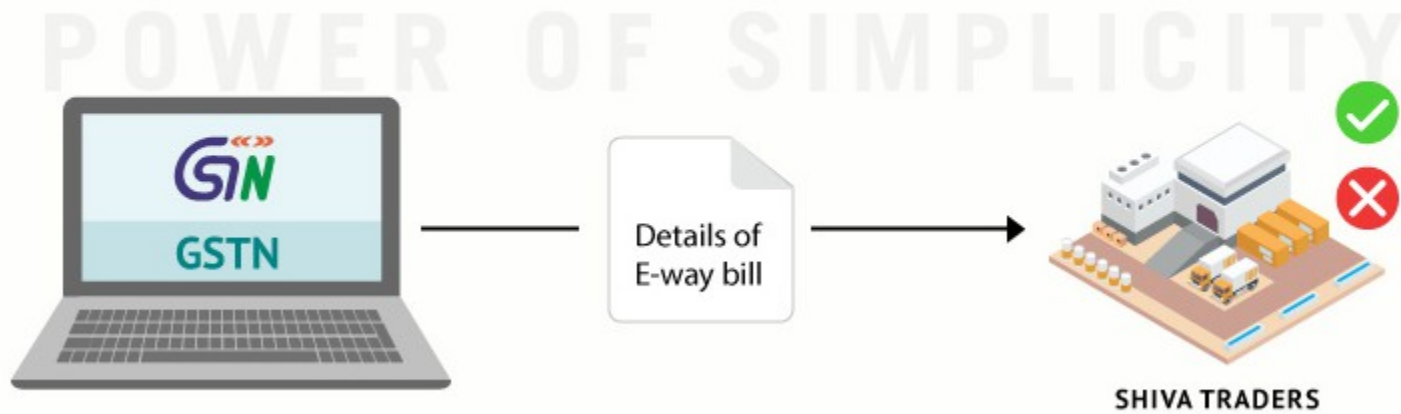 POWER OF SIMPLICITY
GSTN
GSTN
Details of
E-way bill
SHIVA TRADERS